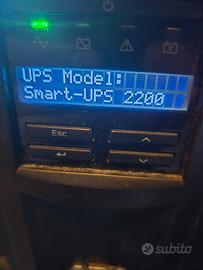 UPS Model:
Smart-UPS 2200
Esc
subito